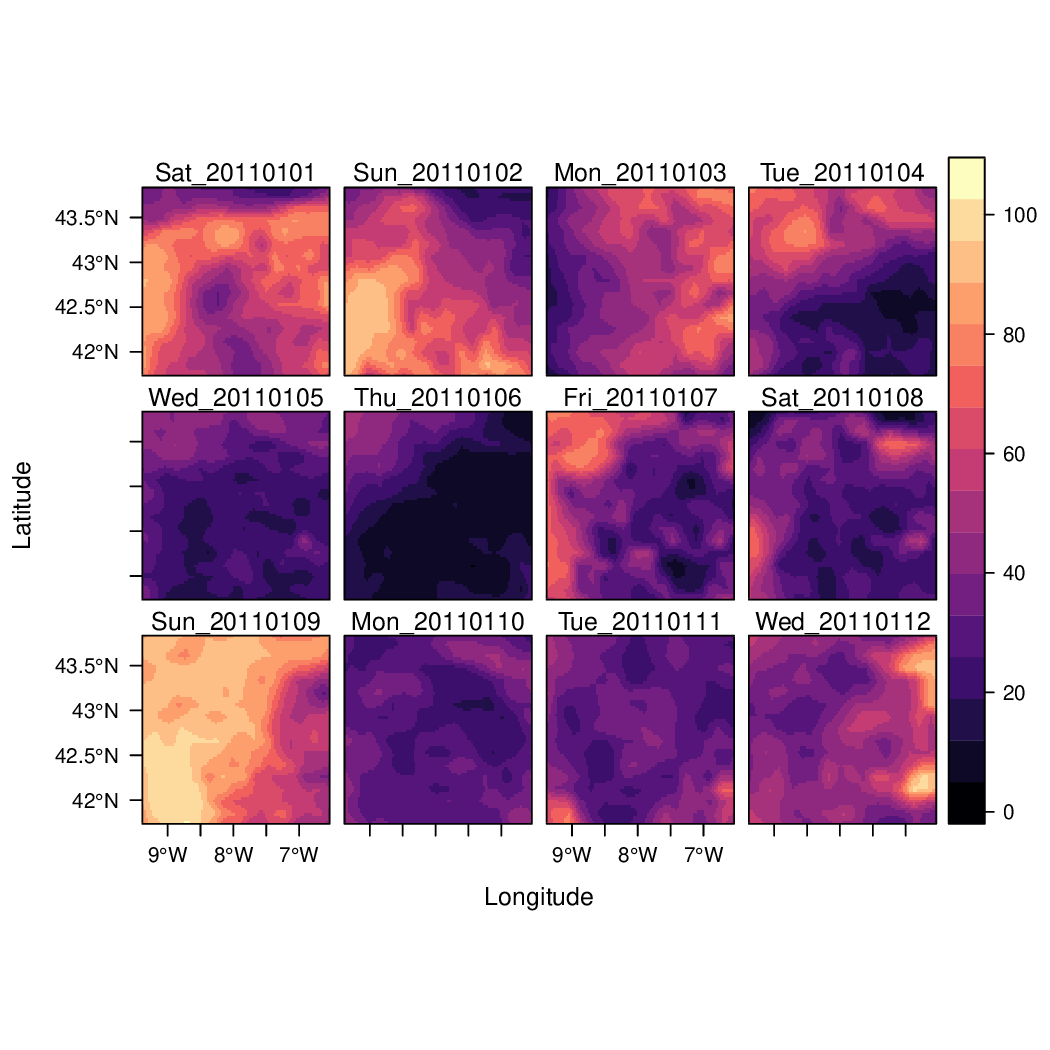 Sat_20110101 Sun_20110102 Mon_20110103 Tue_20110104
43.5°N
43°N
42.5°N
42°N
Wed_20110105 Thu_20110106 Fri_20110107 Sat_20110108
Sun_20110109 Mon_20110110 Tue_20110111 Wed_20110112
43.5°N
43°N
42.5°N
42°N
9°W 8°W 7°W 9°W 8°W 7°W
Longitude
Latitude
100
80
60
40
20
0